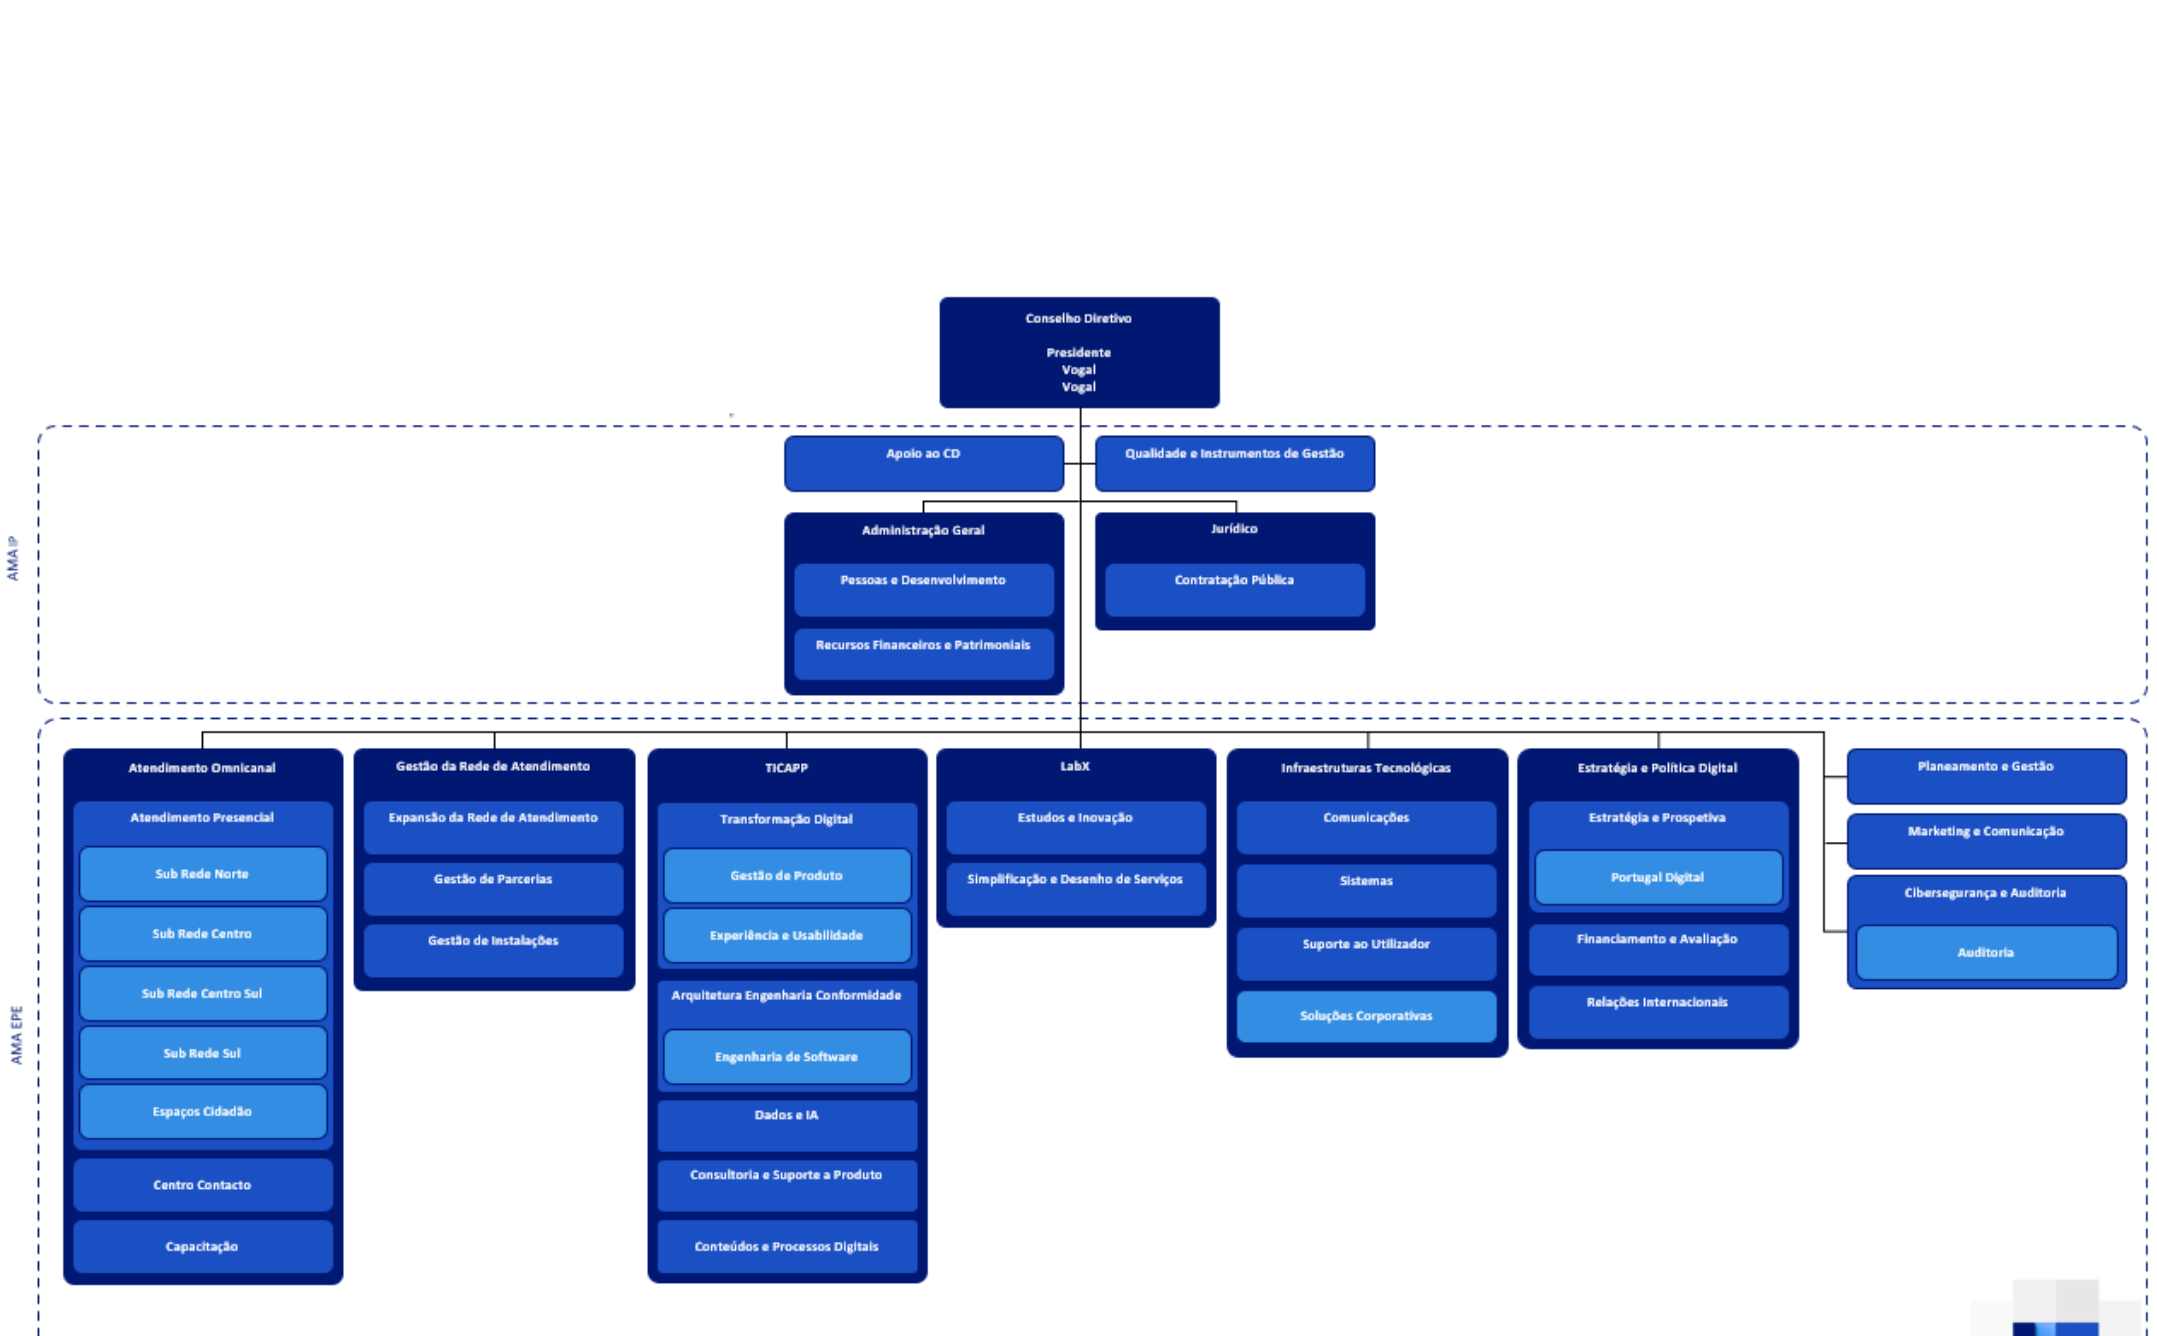 Conselho Diretivo
Presidente
Vogal
Vogal
AMA IP
Apoio ao CD
Qualidade e Instrumentos de Gestão
Administração Geral
Pessoas e Desenvolvimento
Recursos Financeiros e Patrimoniais
Jurídico
Contratação Pública
AMA EPE
Atendimento Omnicanal
Atendimento Presencial
Sub Rede Norte
Sub Rede Centro
Sub Rede Centro Sul
Sub Rede Sul
Espaços Cidadão
Centro Contacto
Capacitação
Gestão da Rede de Atendimento
Expansão da Rede de Atendimento
Gestão de Parcerias
Gestão de Instalações
TICAPP
Transformação Digital
Gestão de Produto
Experiência e Usabilidade
Arquitetura Engenharia Conformidade
Engenharia de Software
Dados e IA
Consultoria e Suporte a Produto
Conteúdos e Processos Digitais
LabX
Estudos e Inovação
Simplificação e Desenho de Serviços
Infraestruturas Tecnológicas
Comunicações
Sistemas
Suporte ao Utilizador
Soluções Corporativas
Estratégia e Política Digital
Estratégia e Prospetiva
Portugal Digital
Financiamento e Avaliação
Relações Internacionais
Planeamento e Gestão
Marketing e Comunicação
Cibersegurança e Auditoria
Auditoria